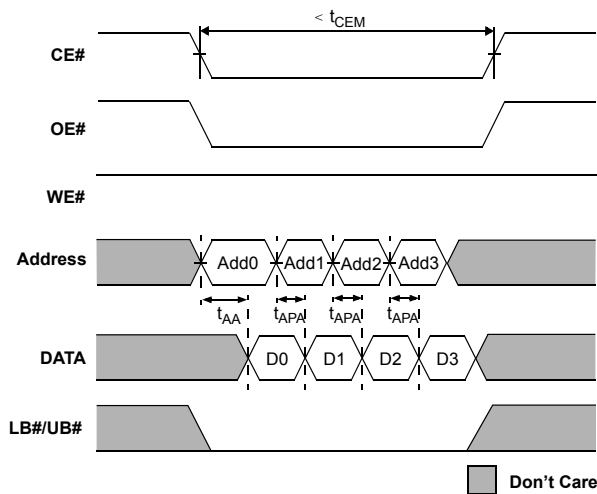 < tCEM
CE#
OE#
WE#
Address
Add0 Add1 Add2 Add3
tAA tAPA tAPA tAPA
DATA
D0 D1 D2 D3
LB#/UB#
Don't Care